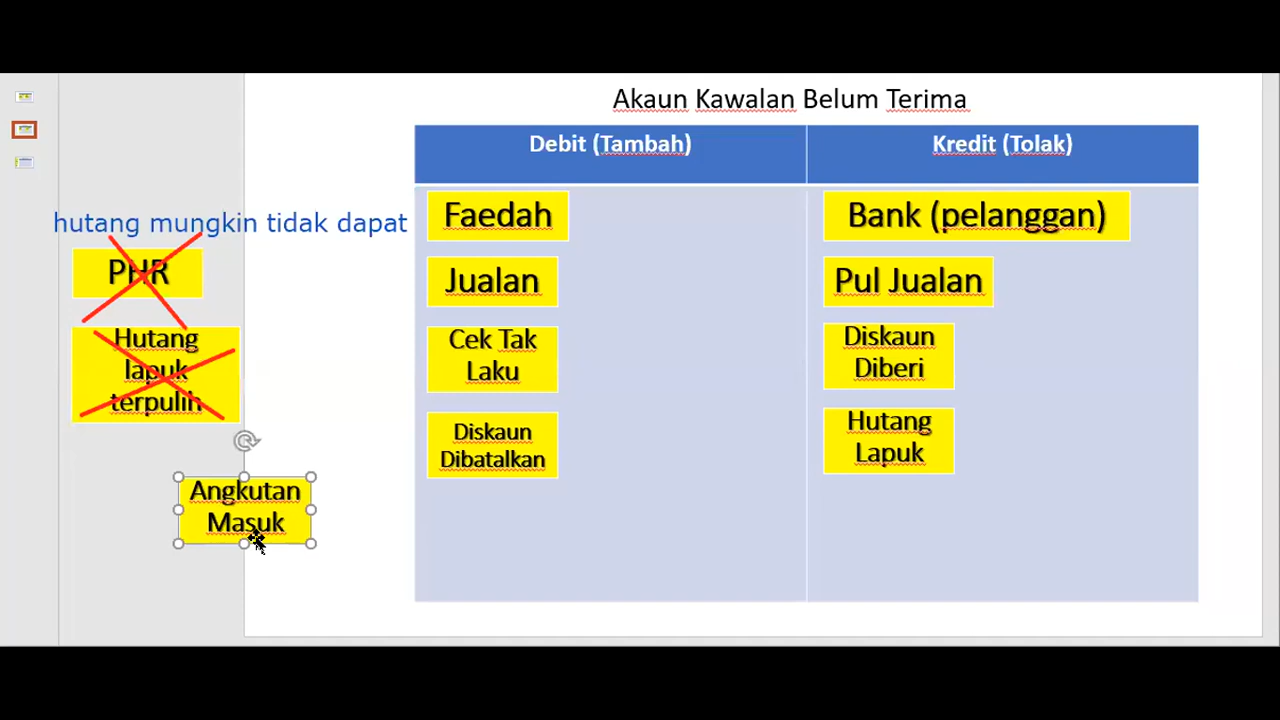 Akaun Kawalan Belum Terima
Debit (Tambah)
Kredit (Tolak)
hutang mungkin tidak dapat
PHR
Hutang
lapuk
terpulih
Angkutan
Masuk
Faedah
Jualan
Cek Tak
Laku
Diskaun
Dibatalkan
Bank (pelanggan)
Pul Jualan
Diskaun
Diberi
Hutang
Lapuk